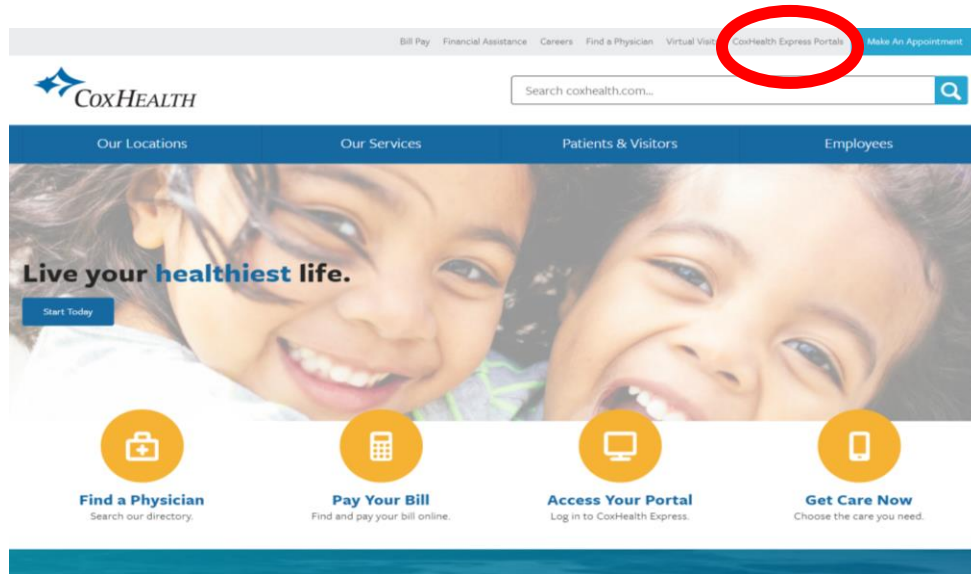 Bill Pay Financial Assistance Careers Find a Physician Virtual Visit CoxHealth Express Portals Make An Appointment
COXHEALTH
Search coxhealth.com...
Our Locations Our Services Patients & Visitors Employees
Live your healthiest life.
Start Today
Find a Physician Pay Your Bill Access Your Portal Get Care Now
Search our directory. Find and pay your bill online. Log in to CoxHealth Express. Choose the care you need.